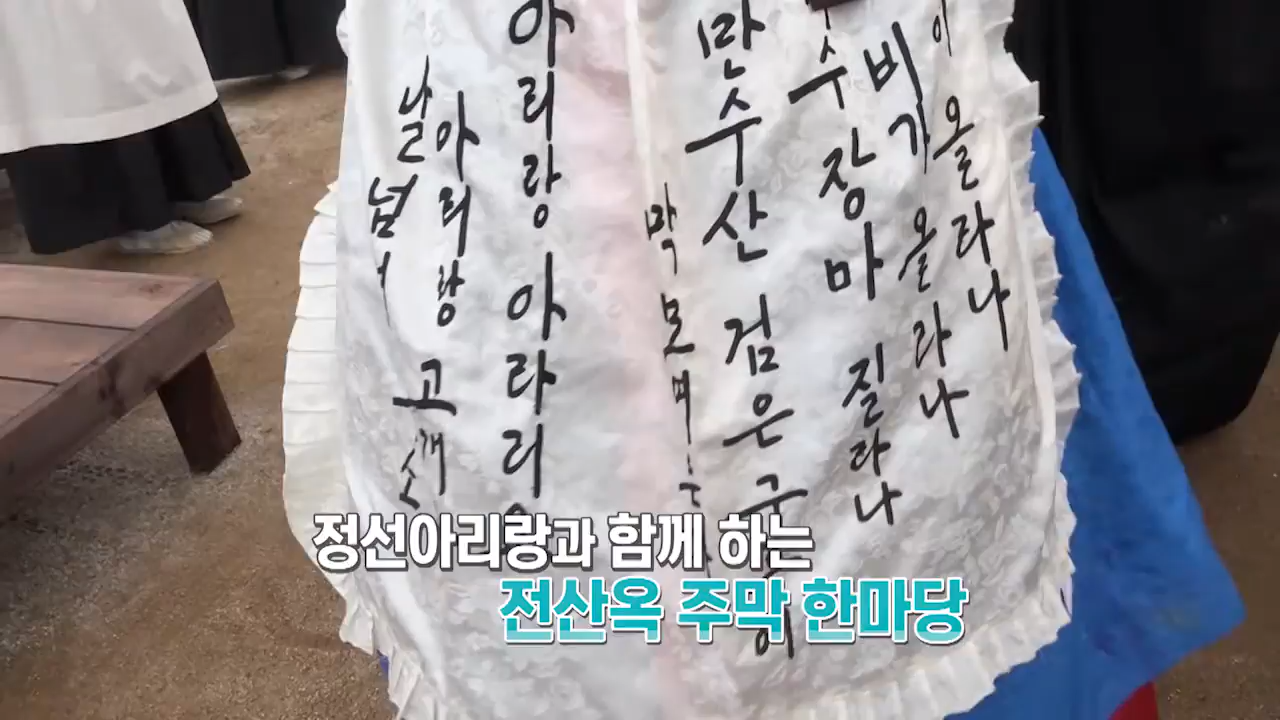 이 올라나
비가 올라나
수장마 질라나
만수산 검은
막 모
아리랑 아라리
아리랑 고개
날 넘
정선아리랑과 함께 하는
전산옥 주막 한마당